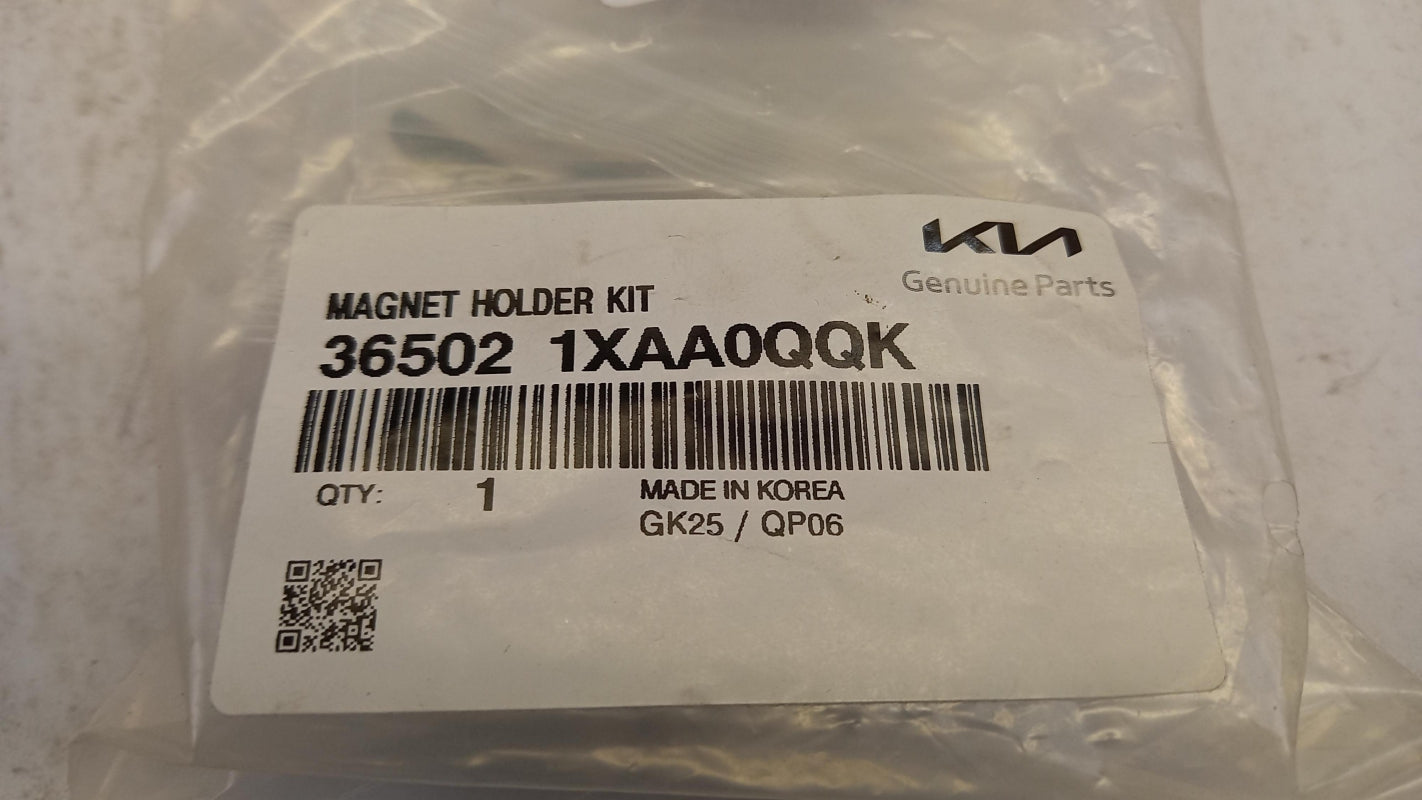 KIA
Genuine Parts
MAGNET HOLDER KIT
36502 1XAA0QQK
QTY: 1
MADE IN KOREA
GK25 / QP06